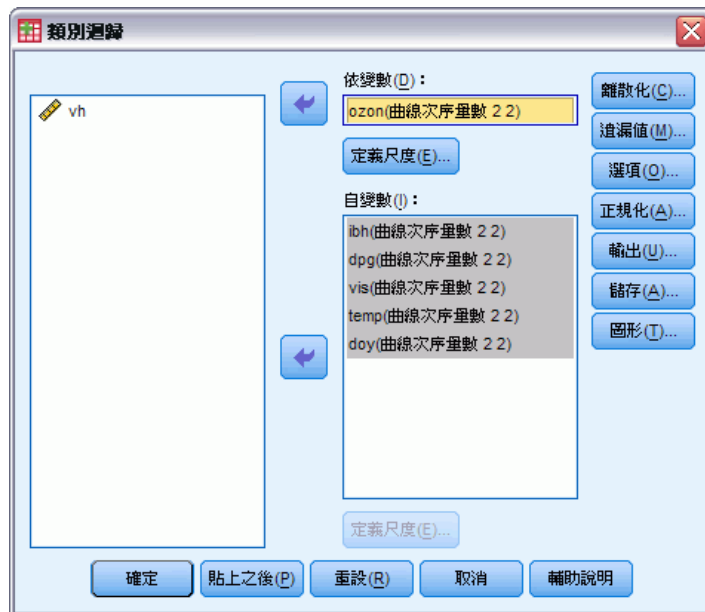 類別迴歸
vh
依變數(D)：
ozon(曲線次序量數 2 2)
定義尺度(E)...
自變數(I)：
ibh(曲線次序量數 2 2)
dpg(曲線次序量數 2 2)
vis(曲線次序量數 2 2)
temp(曲線次序量數 2 2)
doy(曲線次序量數 2 2)
定義尺度(E)...
離散化(C)...
遺漏值(M)...
選項(O)...
正規化(A)...
輸出(U)...
儲存(A)...
圖形(T)...
確定
貼上之後(P)
重設(R)
取消
輔助說明